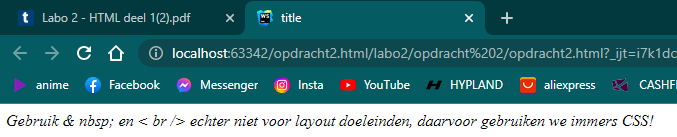 Labo 2 - HTML deel 1(2).pdf
title
localhost:63342/opdracht2.html/labo2/opdracht%202/opdracht2.html?_ijt=i7k1dc
anime Facebook Messenger Insta YouTube HYPLAND aliexpress CASHF
Gebruik & nbsp; en < br /> echter niet voor layout doeleinden, daarvoor gebruiken we immers CSS!